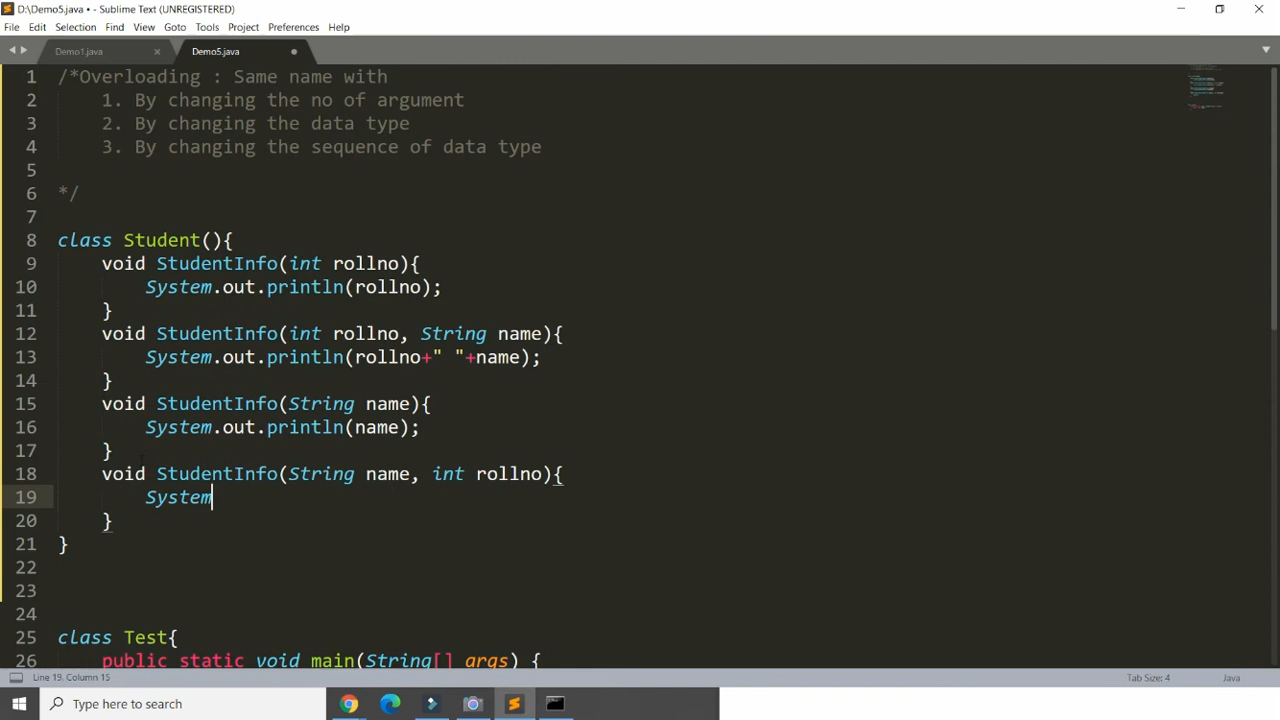 D:\Demo5.java • - Sublime Text (UNREGISTERED)
File Edit Selection Find View Goto Tools Project Preferences Help
Demo1.java Demo5.java
1 /*Overloading : Same name with
2 1. By changing the no of argument
3 2. By changing the data type
4 3. By changing the sequence of data type
5
6 */
7
8 class Student(){
9 void StudentInfo(int rollno){
10 System.out.println(rollno);
11 }
12 void StudentInfo(int rollno, String name){
13 System.out.println(rollno+" "+name);
14 }
15 void StudentInfo(String name){
16 System.out.println(name);
17 }
18 void StudentInfo(String name, int rollno){
19 System
20 }
21 }
22
23
24
25 class Test{
26 public static void main(String[] args) {
Line 19, Column 15 Tab Size: 4 Java
Type here to search